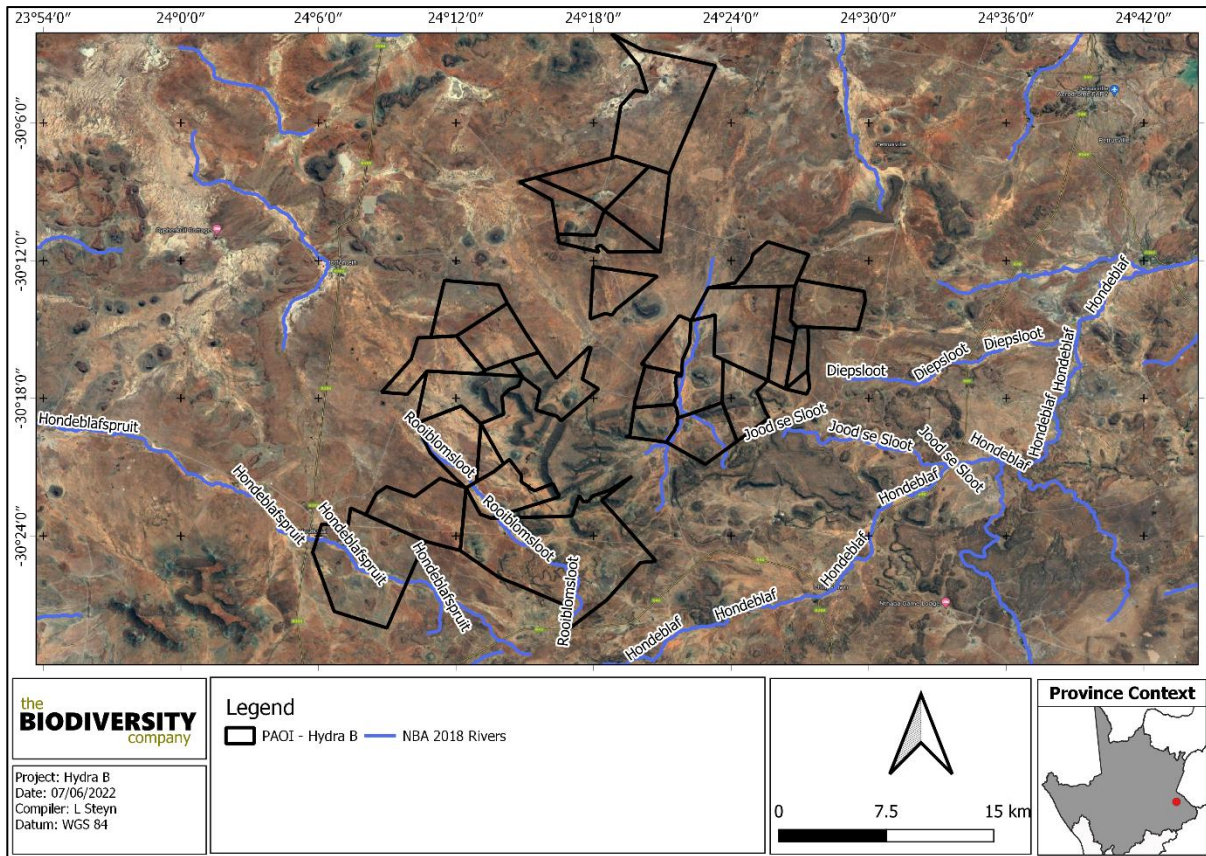 23°54′0″ 24°0′0″ 24°6′0″ 24°12′0″ 24°18′0″ 24°24′0″ 24°30′0″ 24°36′0″ 24°42′0″
-30°6′0″
-30°12′0″
-30°18′0″
-30°24′0″
Petrusville
Hondeblaf
Diepsloot
Diepsloot
Diepsloot
Hondeblaf
Hondeblaf
Hondeblafspruit
Rooiblomsloot
Jood se Sloot
Jood se Sloot
Jood se Sloot
Hondeblaf
Hondeblaf
Hondeblafspruit
Hondeblafspruit
Rooiblomsloot
Hondeblafspruit
Rooiblomsloot
Hondeblaf
Hondeblaf
Hondeblaf
the
BIODIVERSITY
company
Project: Hydra B
Date: 07/06/2022
Compiler: L Steyn
Datum: WGS 84
Legend
PAOI - Hydra B NBA 2018 Rivers
0 7.5 15 km
Province Context